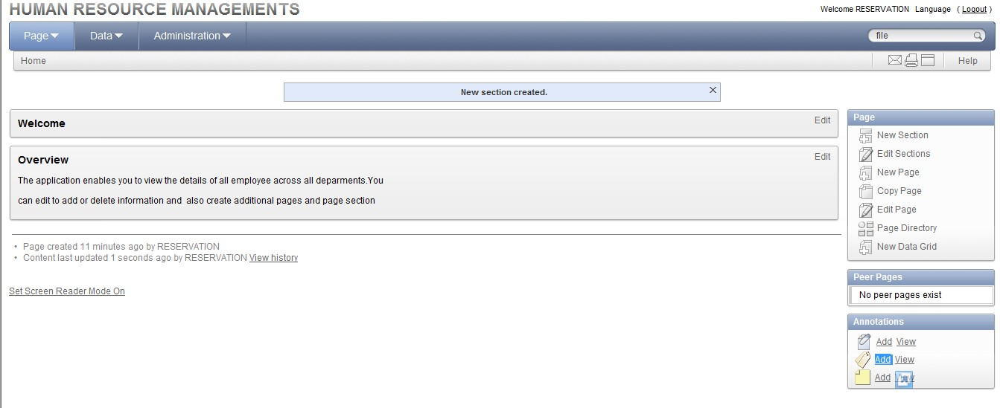 HUMAN RESOURCE MANAGEMENTS
Welcome RESERVATION Language ( Logout )
Page Data Administration file
Home Help
New section created.
Welcome Edit
Overview Edit
The application enables you to view the details of all employee across all deparments.You
can edit to add or delete information and also create additional pages and page section
• Page created 11 minutes ago by RESERVATION
• Content last updated 1 seconds ago by RESERVATION View history
Set Screen Reader Mode On
Page
New Section
Edit Sections
New Page
Copy Page
Edit Page
Page Directory
New Data Grid
Peer Pages
No peer pages exist
Annotations
Add View
Add View
Add View